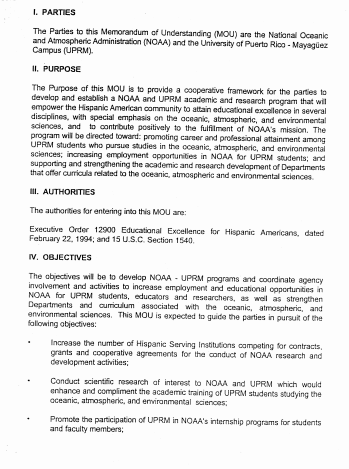 I. PARTIES
The Parties to this Memorandum of Understanding (MOU) are the National Oceanic
and Atmospheric Administration (NOAA) and the University of Puerto Rico - Mayagüez
Campus (UPRM).
II. PURPOSE
The Purpose of this MOU is to provide a cooperative framework for the parties to
develop and establish a NOAA and UPRM academic and research program that will
empower the Hispanic American community to attain educational excellence in several
disciplines, with special emphasis on the oceanic, atmospheric, and environmental
sciences, and to contribute positively to the fulfillment of NOAA's mission. The
program will be directed toward: promoting career and professional attainment among
UPRM students who pursue studies in the oceanic, atmospheric, and environmental
sciences; increasing employment opportunities in NOAA for UPRM students; and
supporting and strengthening the academic and research development of Departments
that offer curricula related to the oceanic, atmospheric and environmental sciences.
III. AUTHORITIES
The authorities for entering into this MOU are:
Executive Order 12900 Educational Excellence for Hispanic Americans, dated
February 22, 1994; and 15 U.S.C. Section 1540.
IV. OBJECTIVES
The objectives will be to develop NOAA - UPRM programs and coordinate agency
involvement and activities to increase employment and educational opportunities in
NOAA for UPRM students, educators and researchers, as well as strengthen
Departments and curriculum associated with the oceanic, atmospheric, and
environmental sciences. This MOU is expected to guide the parties in pursuit of the
following objectives:
• Increase the number of Hispanic Serving Institutions competing for contracts,
grants and cooperative agreements for the conduct of NOAA research and
development activities;
• Conduct scientific research of interest to NOAA and UPRM which would
enhance and compliment the academic training of UPRM students studying the
oceanic, atmospheric, and environmental sciences;
• Promote the participation of UPRM in NOAA's internship programs for students
and faculty members;